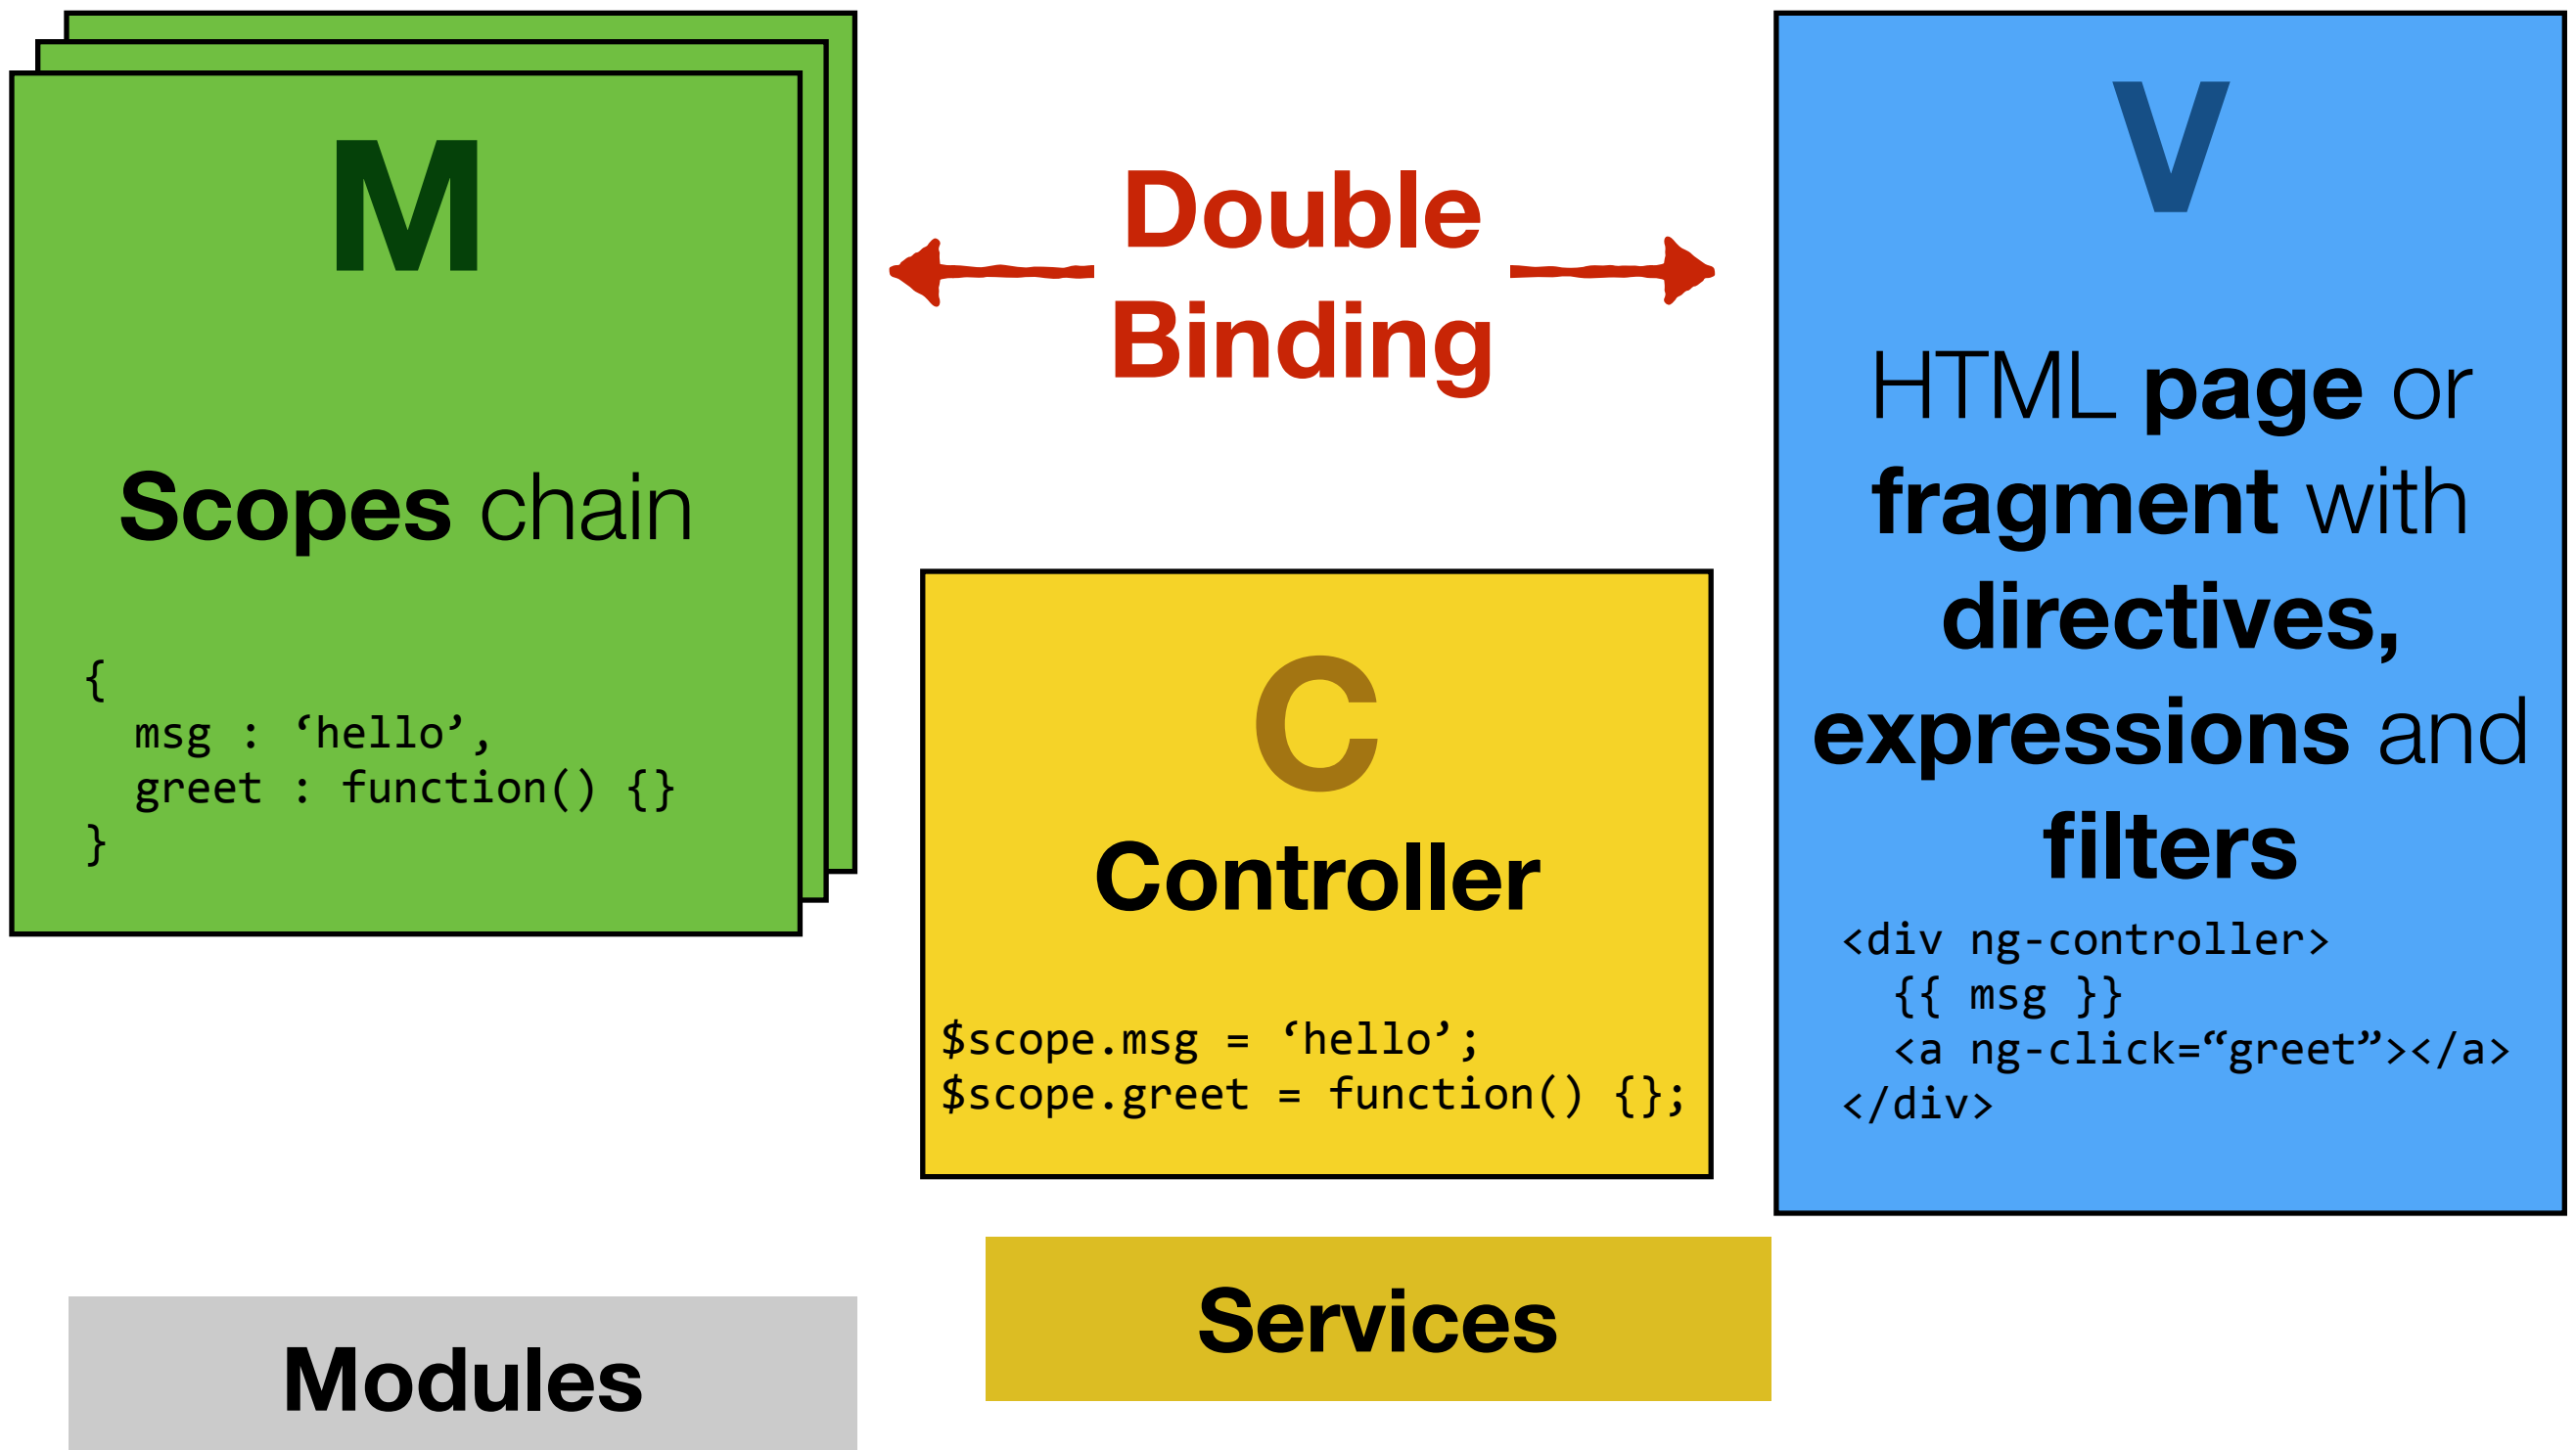 M
Scopes chain
{
  msg : ‘hello’,
  greet : function() {}
}
Double
Binding
C
Controller
$scope.msg = ‘hello’;
$scope.greet = function() {};
V
HTML page or
fragment with
directives,
expressions and
filters
<div ng-controller>
  {{ msg }}
  <a ng-click=“greet”></a>
</div>
Services
Modules